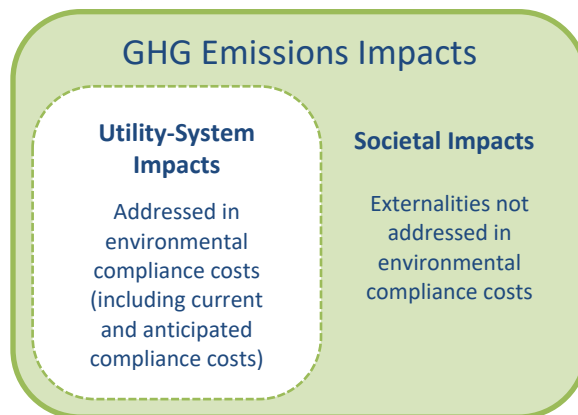 GHG Emissions Impacts
Utility-System
Impacts
Addressed in
environmental
compliance costs
(including current
and anticipated
compliance costs)
Societal Impacts
Externalities not
addressed in
environmental
compliance costs